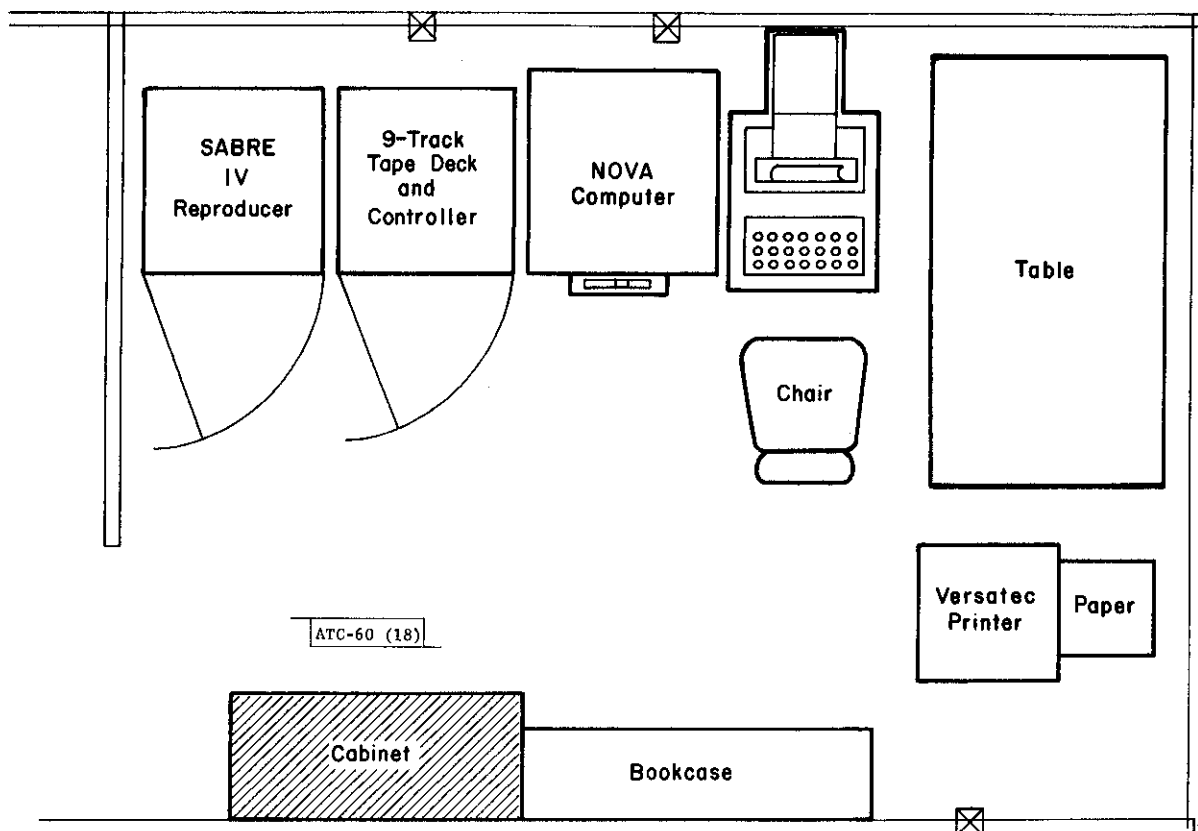 SABRE
IV
Reproducer
9-Track
Tape Deck
and
Controller
NOVA
Computer
Table
Chair
Versatec
Printer
Paper
ATC-60 (18)
Cabinet
Bookcase